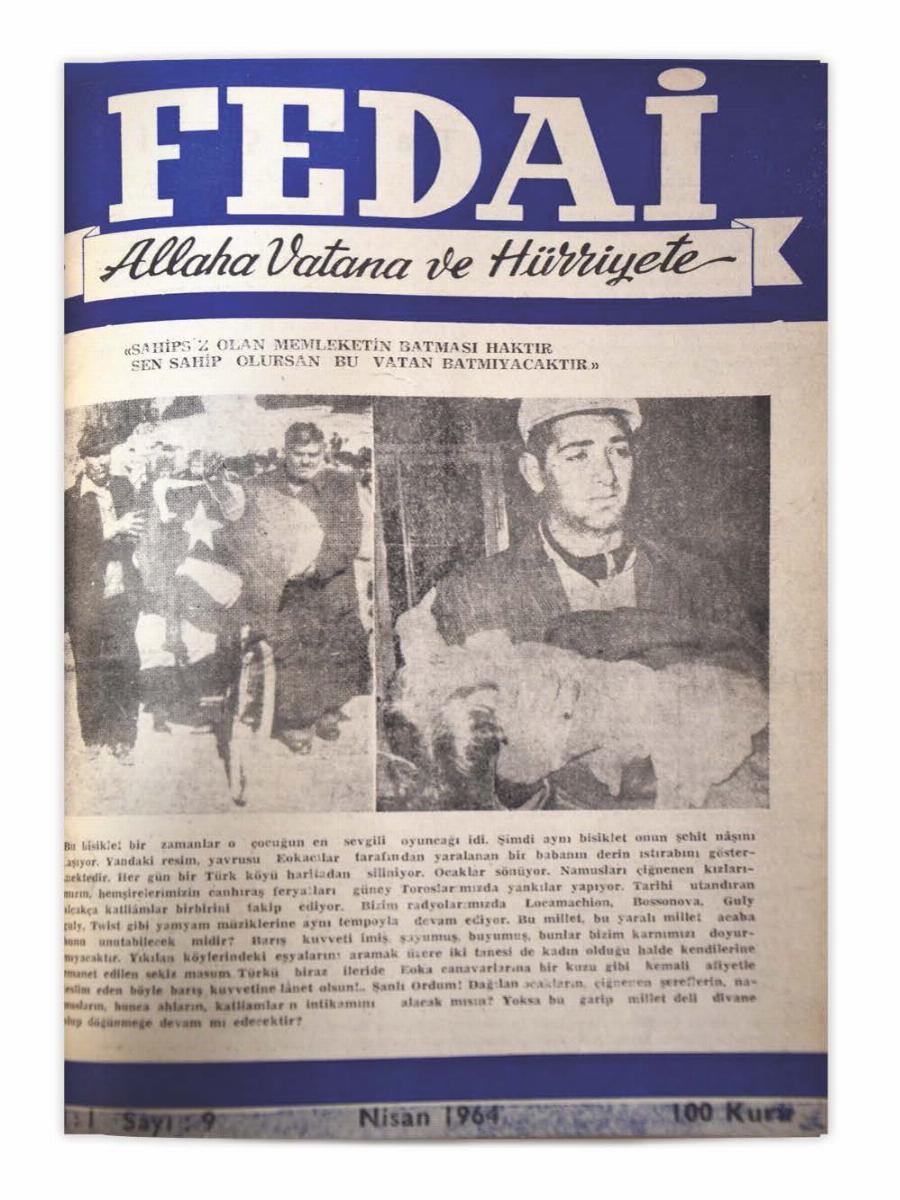 FEDAİ
Allaha Vatana ve Hürriyete
«SAHİPSİZ OLAN MEMLEKETİN BATMASI HAKTIR
SEN SAHİP OLURSAN BU VATAN BATMIYACAKTIR.»
Bu bisiklet bir zamanlar o çocuğun en sevgili oyuncağı idi. Şimdi aynı bisiklet onun şehit nâşını
aşıyor. Yandaki resim, yavrusu Eokacılar tarafından yaralanan bir babanın derin ıstırabını göster-
mektedir. Her gün bir Türk köyü haritadan siliniyor. Ocaklar sönüyor. Namusları çiğnenen kızları-
mızın, hemşirelerimizin canhıraş feryatları güney Toroslarımızda yankılar yapıyor. Tarihi utandıran
alçakça katliâmlar birbirini takip ediyor. Bizim radyolarımızda Locamachion, Bossonova, Guly
guly, Twist gibi yamyam müziklerine aynı tempoyla devam ediyor. Bu millet, bu yaralı millet acaba
bunu unutabilecek midir? Barış kuvveti imiş, şuyumuş, buyumuş, bunlar bizim karnımızı doyur-
mıyacaktır. Yıkılan köylerindeki eşyalarını aramak üzere iki tanesi de kadın olduğu halde kendilerine
emanet edilen sekiz masum Türkü biraz ileride Eoka canavarlarına bir kuzu gibi kemali afiyetle
teslim eden böyle barış kuvvetine lânet olsun!.. Şanlı Ordum! Dağılan ocakların, çiğnenen şereflerin, na-
musların, bunca ahların, katliamların intikamını alacak mısın? Yoksa bu garip millet deli divane
olup döğünmeğe devam mı edecektir?
: 1 Sayı : 9 Nisan 1964 100 Kuruş